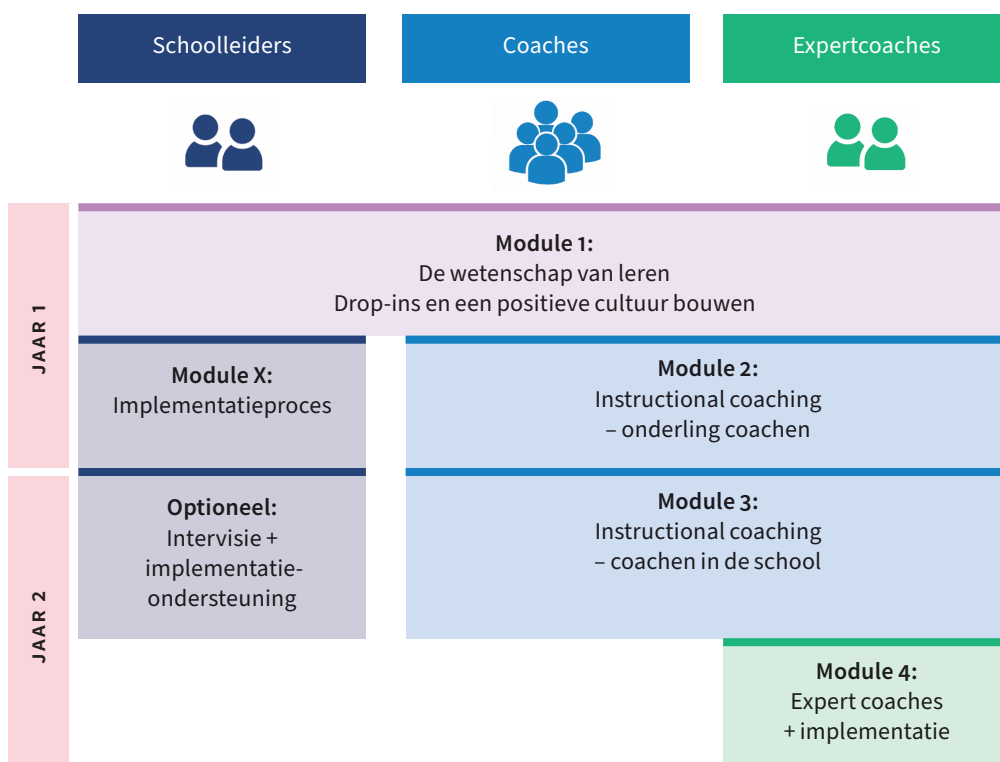 Schoolleiders
Coaches
Expertcoaches
JAAR 1
Module 1:
De wetenschap van leren
Drop-ins en een positieve cultuur bouwen
Module X:
Implementatieproces
Module 2:
Instructional coaching
– onderling coachen
JAAR 2
Optioneel:
Intervisie +
implementatie-
ondersteuning
Module 3:
Instructional coaching
– coachen in de school
Module 4:
Expert coaches
+ implementatie